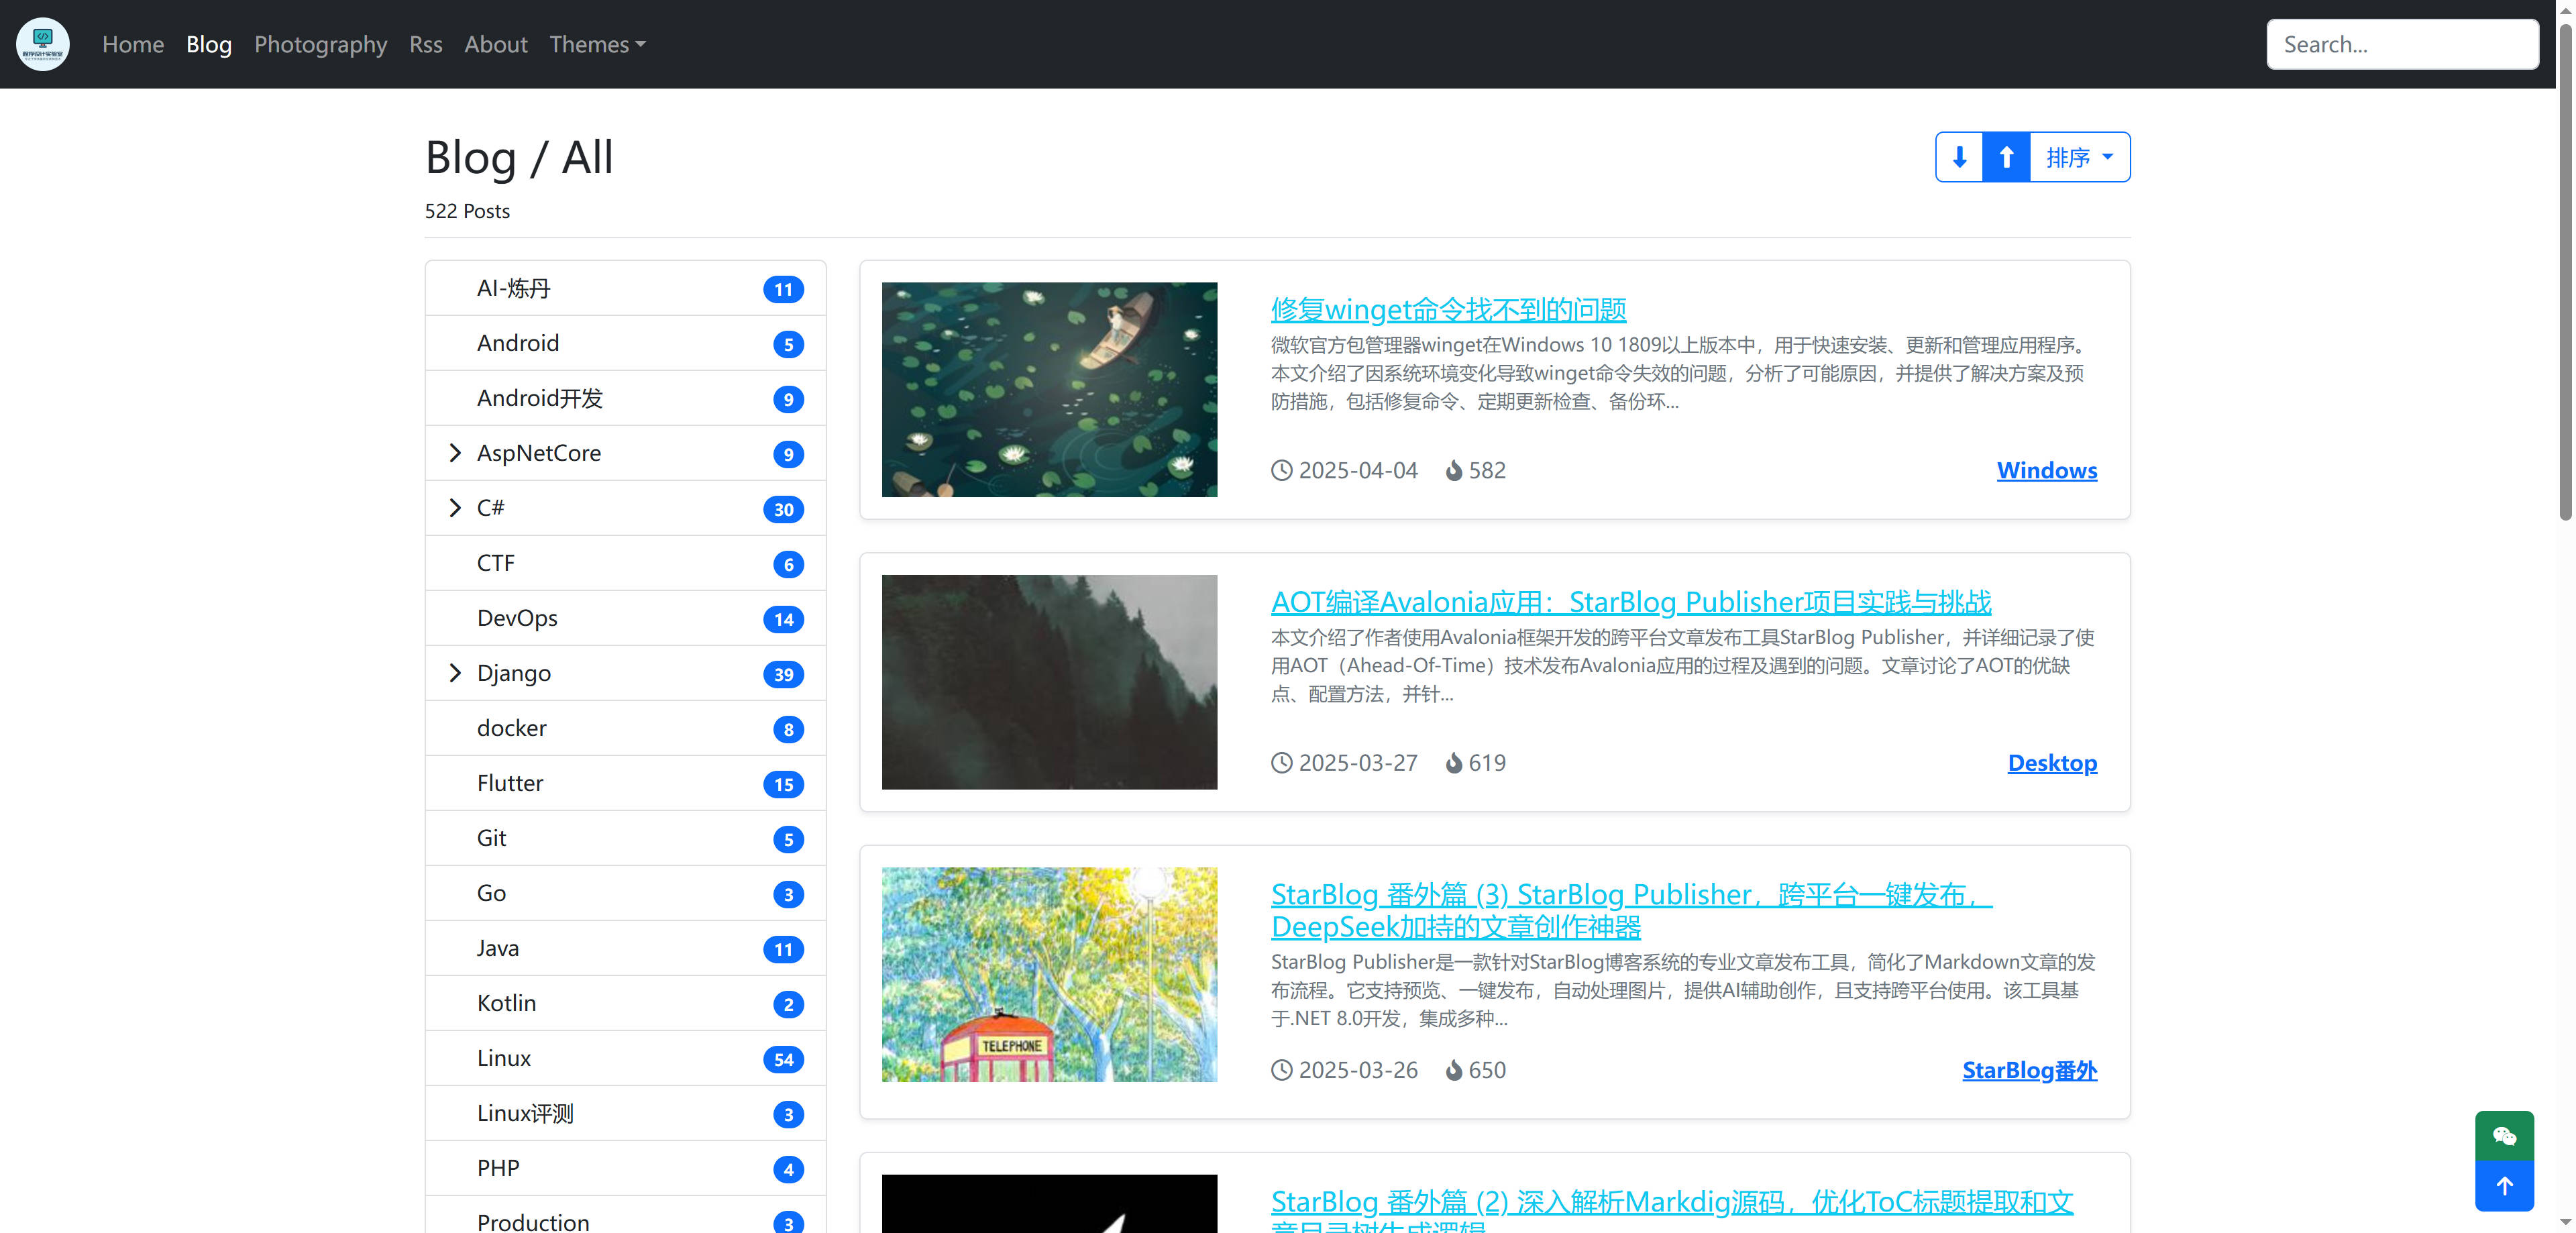 Home Blog Photography Rss About Themes
Search...
Blog / All
排序
522 Posts
AI-炼丹 11
Android 5
Android开发 9
AspNetCore 9
C# 30
CTF 6
DevOps 14
Django 39
docker 8
Flutter 15
Git 5
Go 3
Java 11
Kotlin 2
Linux 54
Linux评测 3
PHP 4
Production 3
修复winget命令找不到的问题
微软官方包管理器winget在Windows 10 1809以上版本中，用于快速安装、更新和管理应用程序。
本文介绍了因系统环境变化导致winget命令失效的问题，分析了可能原因，并提供了解决方案及预
防措施，包括修复命令、定期更新检查、备份环...
2025-04-04 582 Windows
AOT编译Avalonia应用：StarBlog Publisher项目实践与挑战
本文介绍了作者使用Avalonia框架开发的跨平台文章发布工具StarBlog Publisher，并详细记录了使
用AOT（Ahead-Of-Time）技术发布Avalonia应用的过程及遇到的问题。文章讨论了AOT的优缺
点、配置方法，并针...
2025-03-27 619 Desktop
TELEPHONE
StarBlog 番外篇 (3) StarBlog Publisher，跨平台一键发布，
DeepSeek加持的文章创作神器
StarBlog Publisher是一款针对StarBlog博客系统的专业文章发布工具，简化了Markdown文章的发
布流程。它支持预览、一键发布，自动处理图片，提供AI辅助创作，且支持跨平台使用。该工具基
于.NET 8.0开发，集成多种...
2025-03-26 650 StarBlog番外
StarBlog 番外篇 (2) 深入解析Markdig源码，优化ToC标题提取和文
章目录树生成逻辑